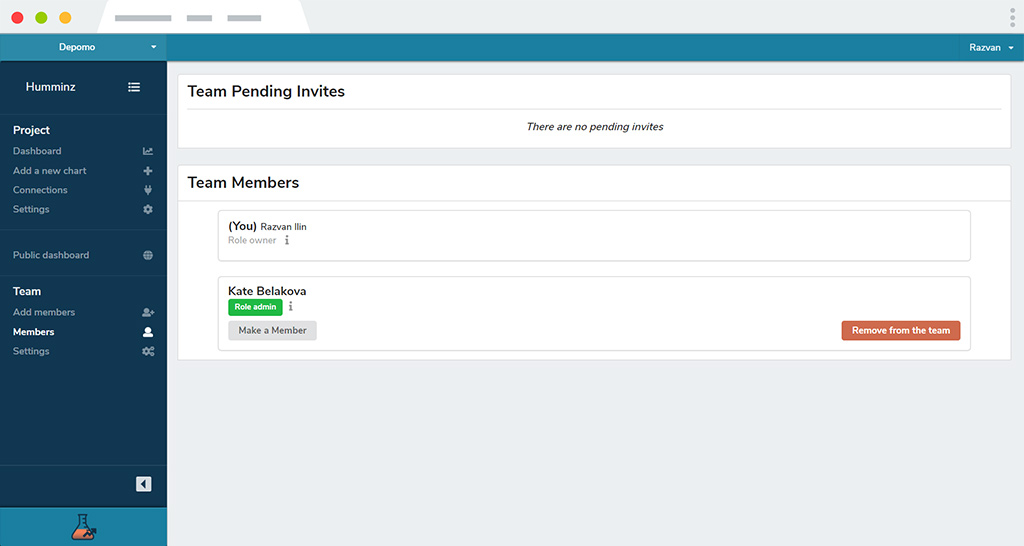 Depomo
Razvan
Humminz
Project
Dashboard
Add a new chart
Connections
Settings
Public dashboard
Team
Add members
Members
Settings
Team Pending Invites
There are no pending invites
Team Members
(You) Razvan Ilin
Role owner
Kate Belakova
Role admin
Make a Member
Remove from the team